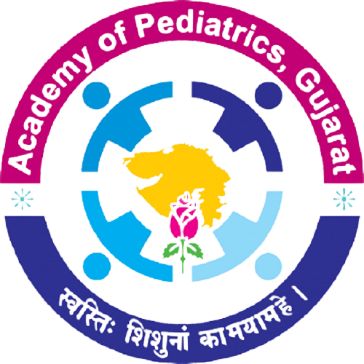 Academy of Pediatrics, Gujarat
स्वस्तिः शिशुनां कामयामहे ।